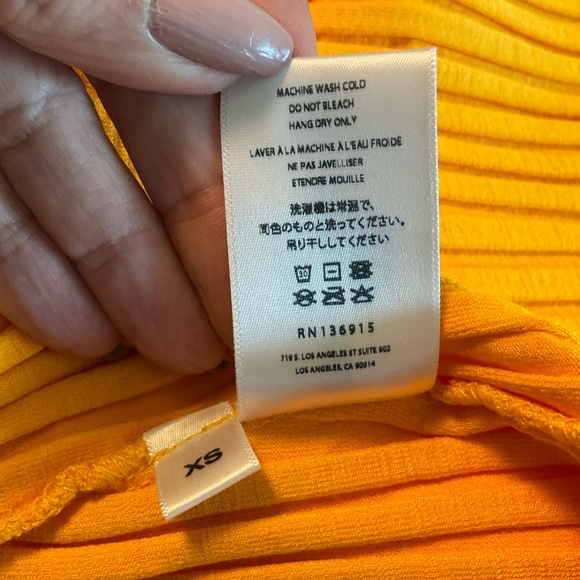 MACHINE WASH COLD
DO NOT BLEACH
HANG DRY ONLY
LAVER À LA MACHINE À L'EAU FROIDE
NE PAS JAVELLISER
ETENDRE MOUILLE
洗濯機は常温で、
同色のものと洗ってください。
吊り干ししてください
30
RN136915
719 S. LOS ANGELES ST SUITE 902
LOS ANGELES, CA 90014
XS